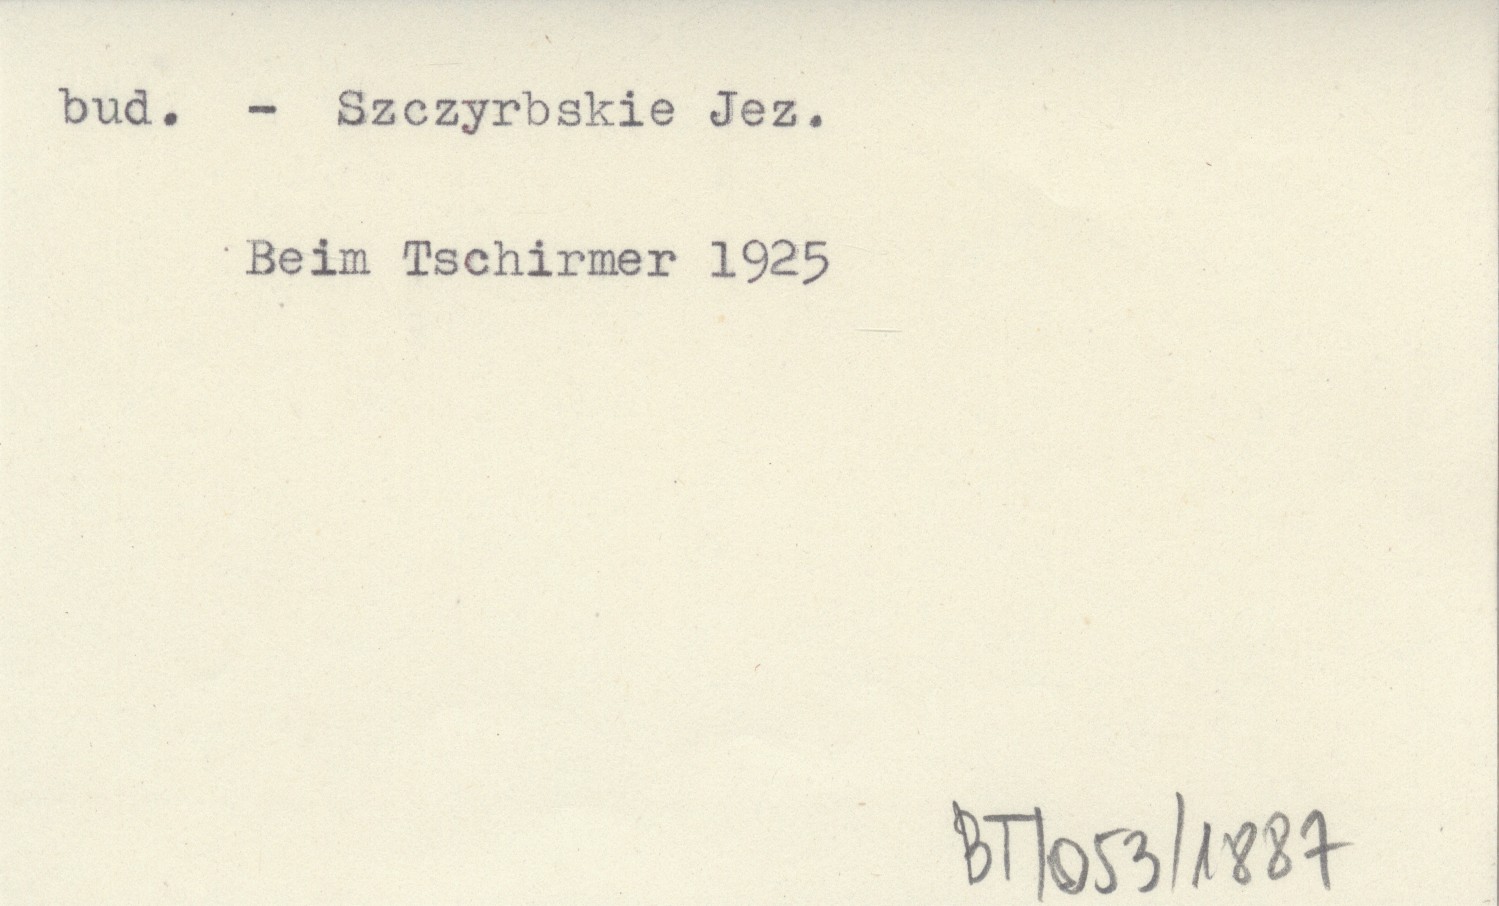 bud. - Szczyrbskie Jez.
Beim Tschirmer 1925
BT/053/1887